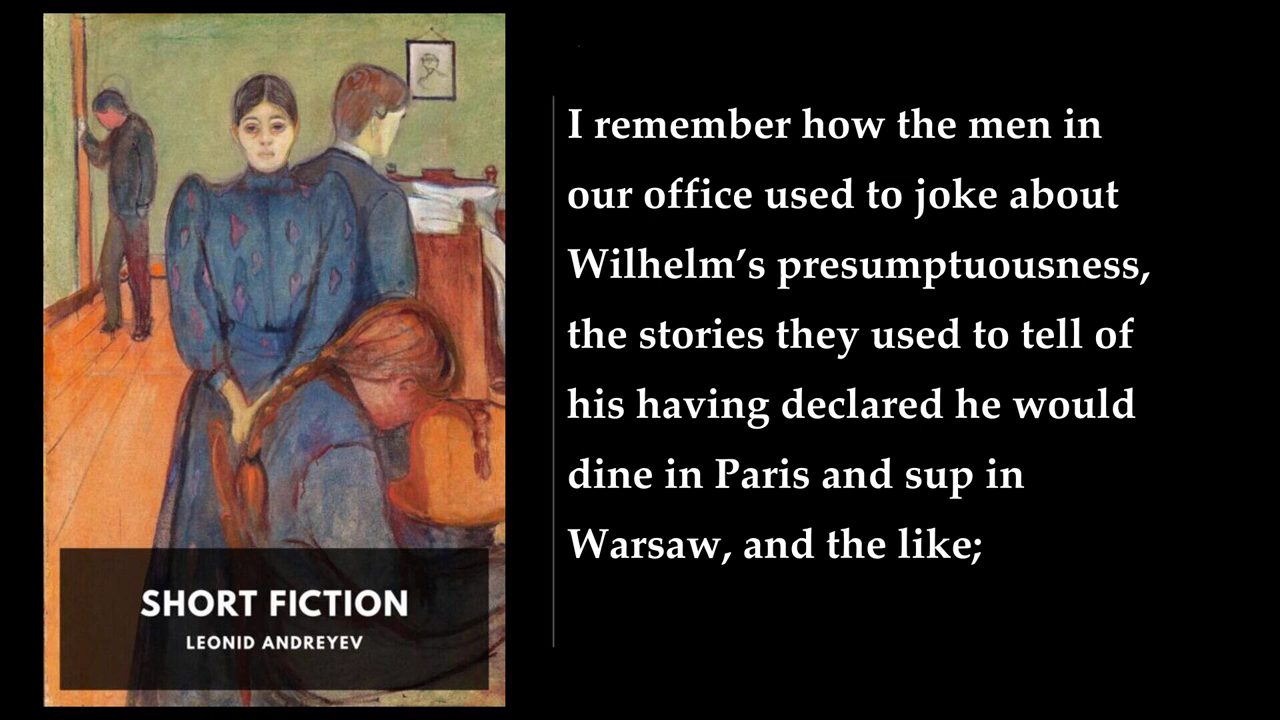 SHORT FICTION
LEONID ANDREYEV
I remember how the men in
our office used to joke about
Wilhelm’s presumptuousness,
the stories they used to tell of
his having declared he would
dine in Paris and sup in
Warsaw, and the like;